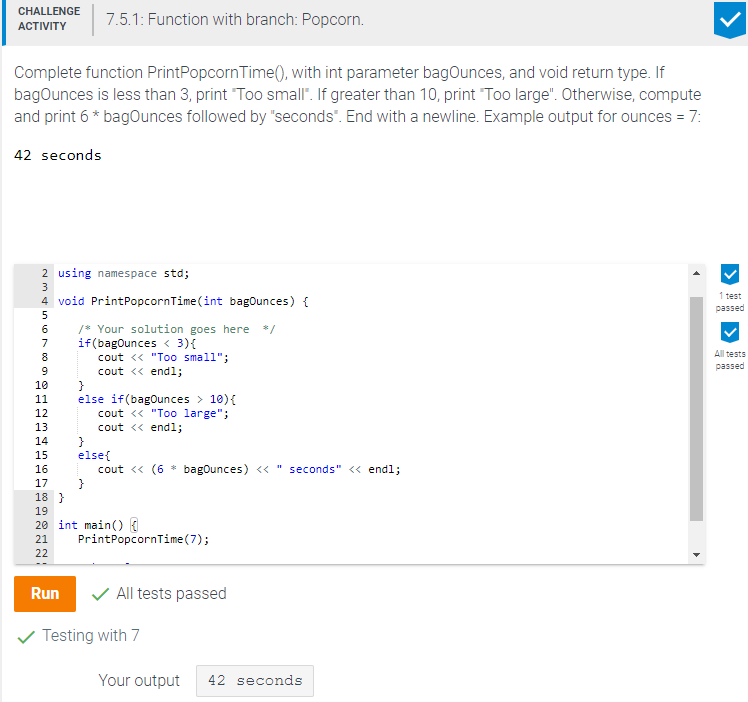 CHALLENGE
ACTIVITY
7.5.1: Function with branch: Popcorn.
Complete function PrintPopcornTime(), with int parameter bagOunces, and void return type. If
bagOunces is less than 3, print "Too small". If greater than 10, print "Too large". Otherwise, compute
and print 6 * bagOunces followed by "seconds". End with a newline. Example output for ounces = 7:
42 seconds
2 using namespace std;
3
4 void PrintPopcornTime(int bagOunces) {
5
6    /* Your solution goes here  */
7    if(bagOunces < 3){
8       cout << "Too small";
9       cout << endl;
10    }
11    else if(bagOunces > 10){
12       cout << "Too large";
13       cout << endl;
14    }
15    else{
16       cout << (6 * bagOunces) << " seconds" << endl;
17    }
18 }
19
20 int main() {
21    PrintPopcornTime(7);
22
1 test
passed
All tests
passed
Run
All tests passed
Testing with 7
Your output
42 seconds